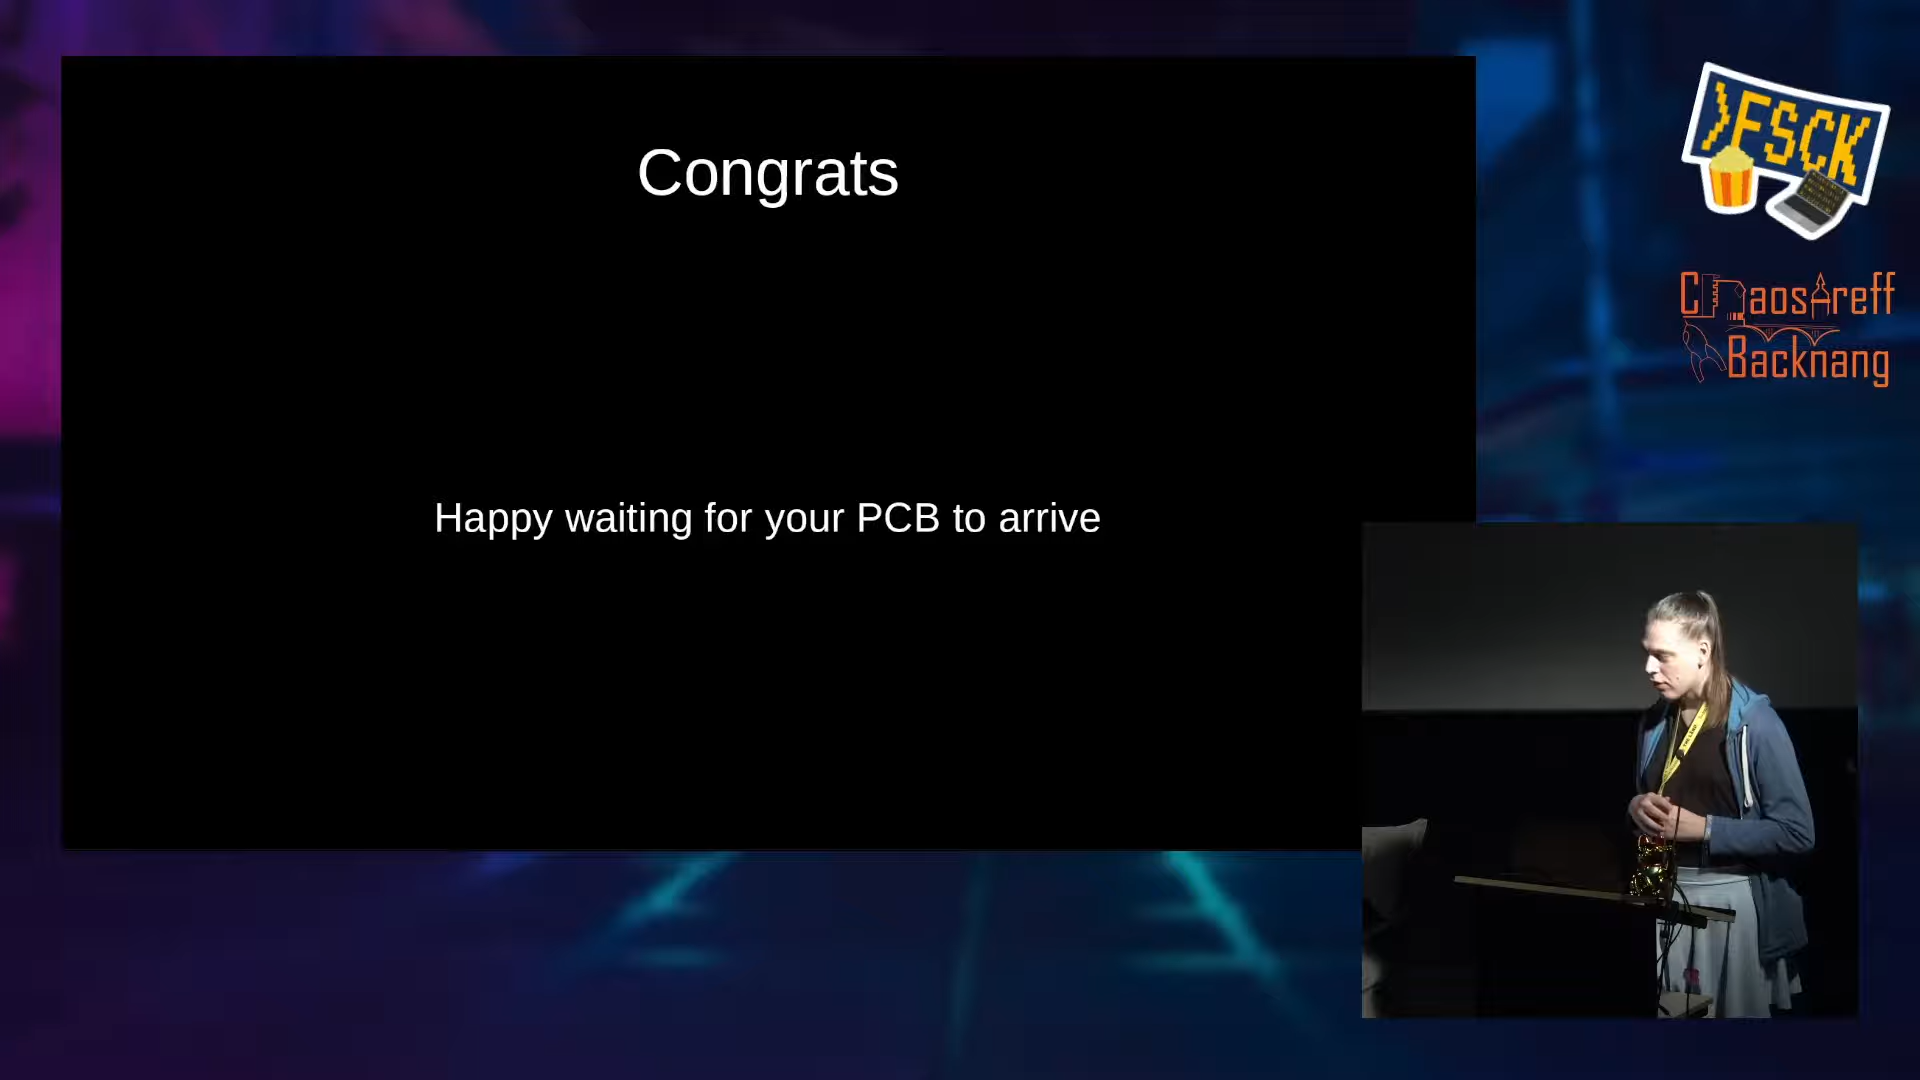 Congrats
Happy waiting for your PCB to arrive
>FSCK
Chaostreff
Backnang